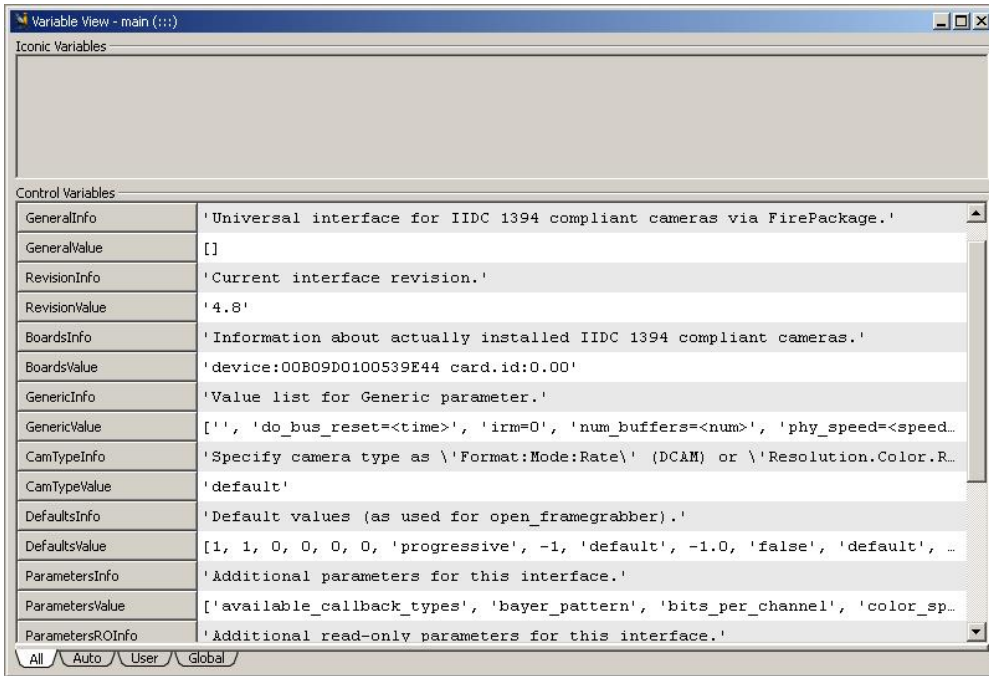 Variable View - main (:::)
Iconic Variables
Control Variables
GeneralInfo 'Universal interface for IIDC 1394 compliant cameras via FirePackage.'
GeneralValue []
RevisionInfo 'Current interface revision.'
RevisionValue '4.8'
BoardsInfo 'Information about actually installed IIDC 1394 compliant cameras.'
BoardsValue 'device:00B09D0100539E44 card.id:0.00'
GenericInfo 'Value list for Generic parameter.'
GenericValue ['', 'do_bus_reset=<time>', 'irm=0', 'num_buffers=<num>', 'phy_speed=<speed…
CamTypeInfo 'Specify camera type as \'Format:Mode:Rate\' (DCAM) or \'Resolution.Color.R…
CamTypeValue 'default'
DefaultsInfo 'Default values (as used for open_framegrabber).'
DefaultsValue [1, 1, 0, 0, 0, 0, 'progressive', -1, 'default', -1.0, 'false', 'default', …
ParametersInfo 'Additional parameters for this interface.'
ParametersValue ['available_callback_types', 'bayer_pattern', 'bits_per_channel', 'color_sp…
ParametersROInfo 'Additional read-only parameters for this interface.'
All Auto User Global